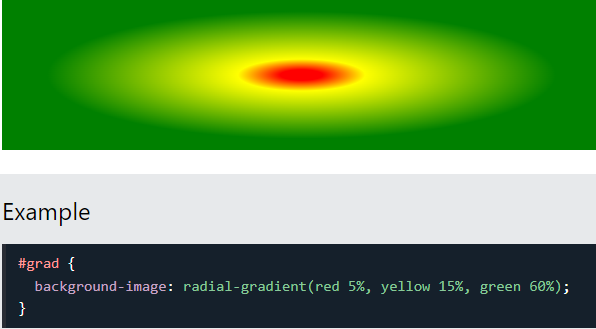 Example
#grad {
  background-image: radial-gradient(red 5%, yellow 15%, green 60%);
}